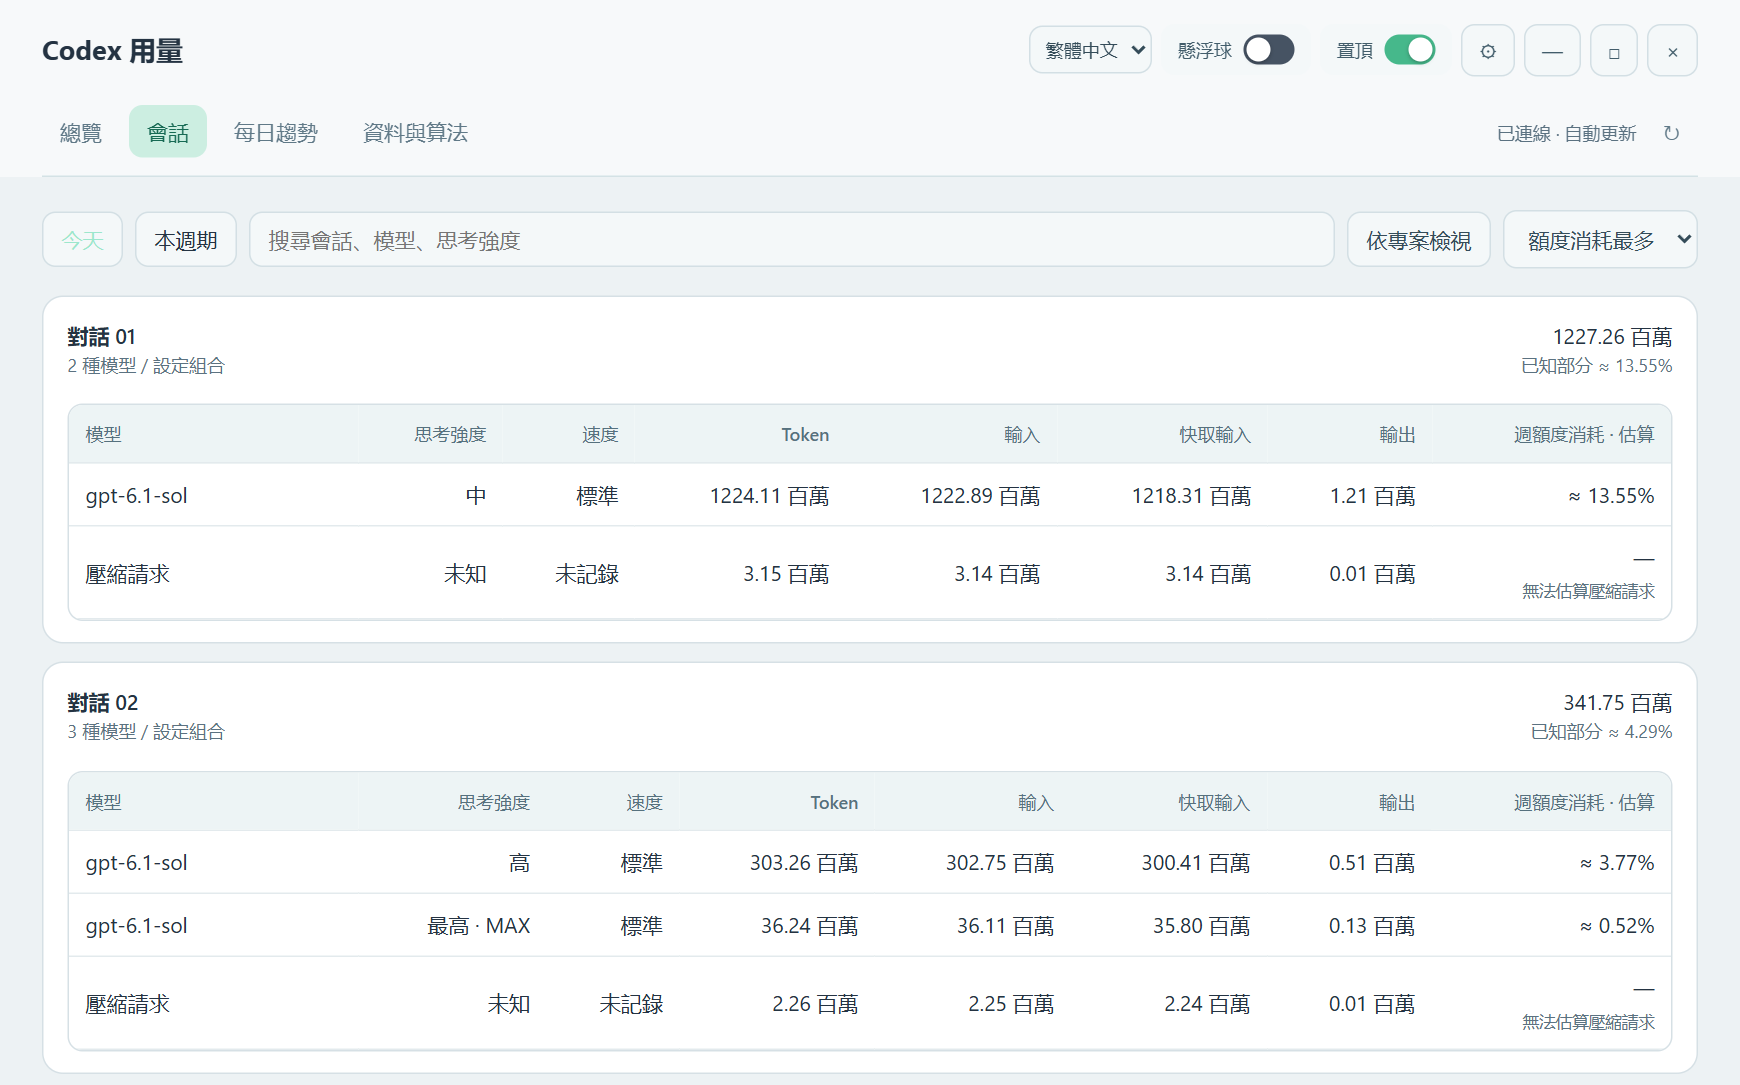 Codex 用量
繁體中文
懸浮球
置頂
總覽
會話
每日趨勢
資料與算法
已連線 · 自動更新
今天
本週期
搜尋會話、模型、思考強度
依專案檢視
額度消耗最多
對話 01
1227.26 百萬
2 種模型 / 設定組合
已知部分 ≈ 13.55%
模型 思考強度 速度 Token 輸入 快取輸入 輸出 週額度消耗 · 估算
gpt-6.1-sol 中 標準 1224.11 百萬 1222.89 百萬 1218.31 百萬 1.21 百萬 ≈ 13.55%
壓縮請求 未知 未記錄 3.15 百萬 3.14 百萬 3.14 百萬 0.01 百萬 —
無法估算壓縮請求
對話 02
341.75 百萬
3 種模型 / 設定組合
已知部分 ≈ 4.29%
模型 思考強度 速度 Token 輸入 快取輸入 輸出 週額度消耗 · 估算
gpt-6.1-sol 高 標準 303.26 百萬 302.75 百萬 300.41 百萬 0.51 百萬 ≈ 3.77%
gpt-6.1-sol 最高 · MAX 標準 36.24 百萬 36.11 百萬 35.80 百萬 0.13 百萬 ≈ 0.52%
壓縮請求 未知 未記錄 2.26 百萬 2.25 百萬 2.24 百萬 0.01 百萬 —
無法估算壓縮請求